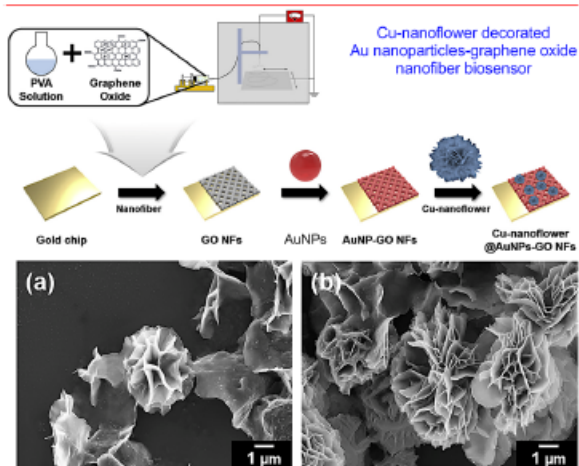 Cu-nanoflower decorated
Au nanoparticles-graphene oxide
nanofiber biosensor
PVA
Solution
Graphene
Oxide
Nanofiber
AuNPs
Cu-nanoflower
Gold chip
GO NFs
AuNP-GO NFs
Cu-nanoflower
@AuNPs-GO NFs
(a)
1 µm
(b)
1 µm